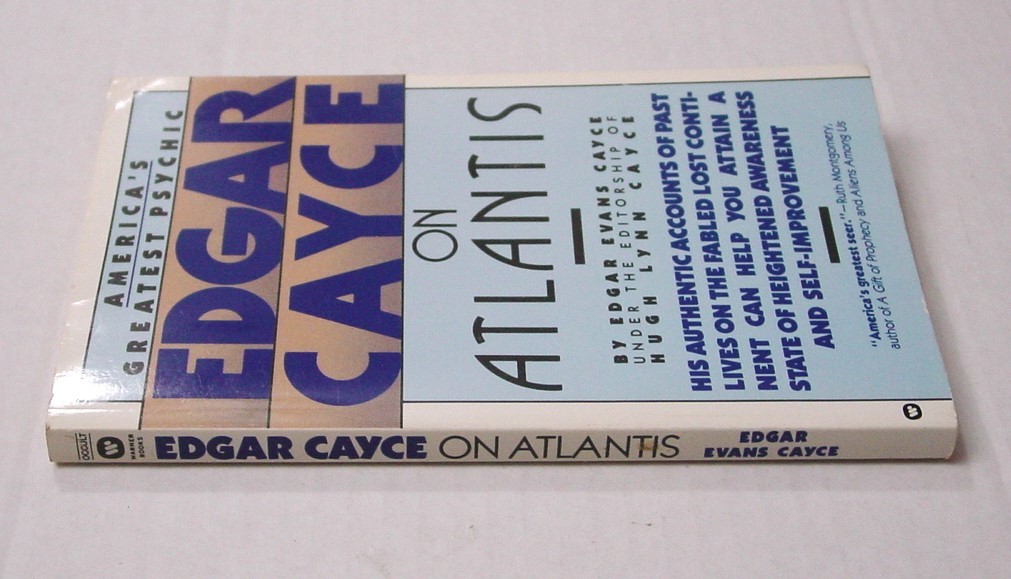 AMERICA'S
GREATEST PSYCHIC
EDGAR
CAYCE
ON
ATLANTIS
BY EDGAR EVANS CAYCE
UNDER THE EDITORSHIP OF
HUGH LYNN CAYCE
HIS AUTHENTIC ACCOUNTS OF PAST
LIVES ON THE FABLED LOST CONTI-
NENT CAN HELP YOU ATTAIN A
STATE OF HEIGHTENED AWARENESS
AND SELF-IMPROVEMENT
"America's greatest seer."–Ruth Montgomery,
author of A Gift of Prophecy and Aliens Among Us
OCCULT
WARNER
BOOKS
EDGAR CAYCE ON ATLANTIS
EDGAR
EVANS CAYCE